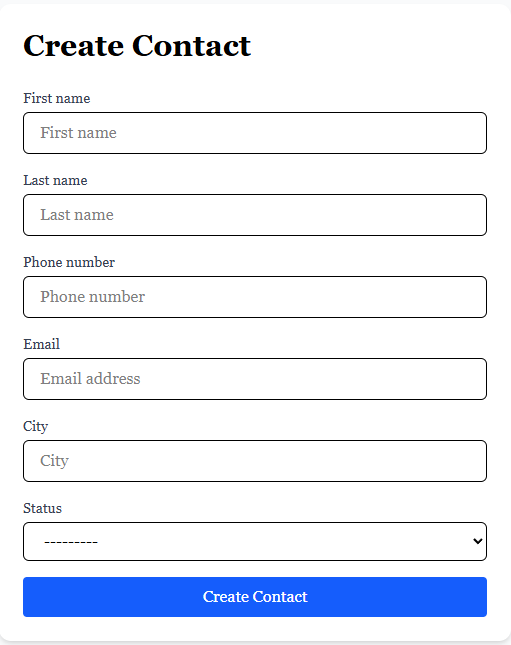 Create Contact
First name
First name
Last name
Last name
Phone number
Phone number
Email
Email address
City
City
Status
---------
Create Contact